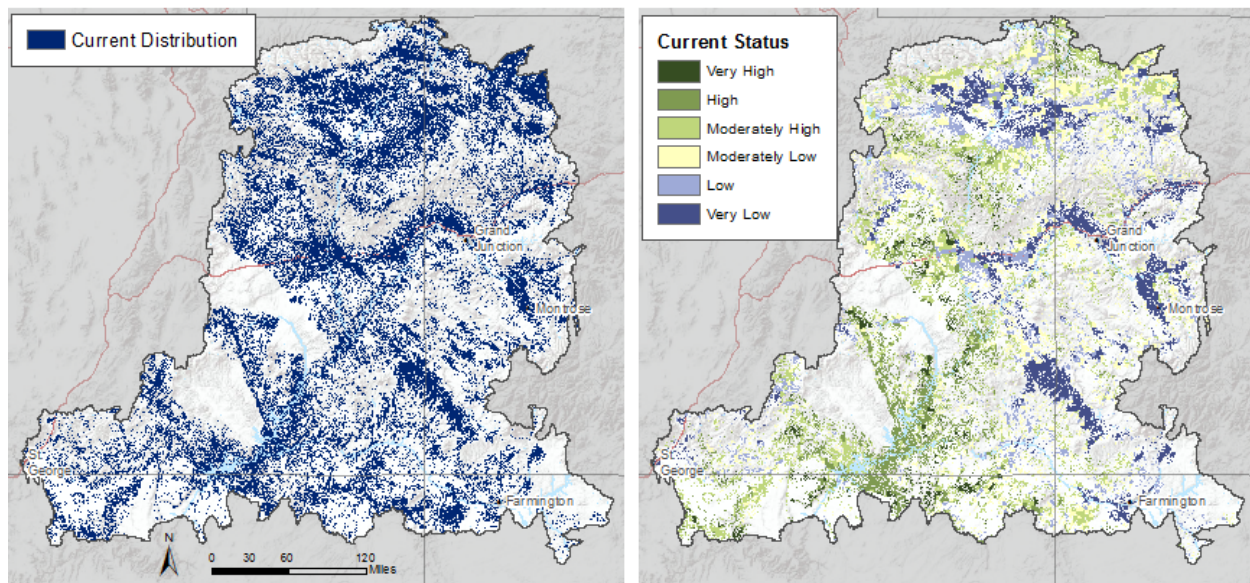 Current Distribution
Grand
Junction
Montrose
St.
George
Farmington
N
0 30 60 120
Miles
Current Status
Very High
High
Moderately High
Moderately Low
Low
Very Low
Grand
Junction
Montrose
St.
George
Farmington